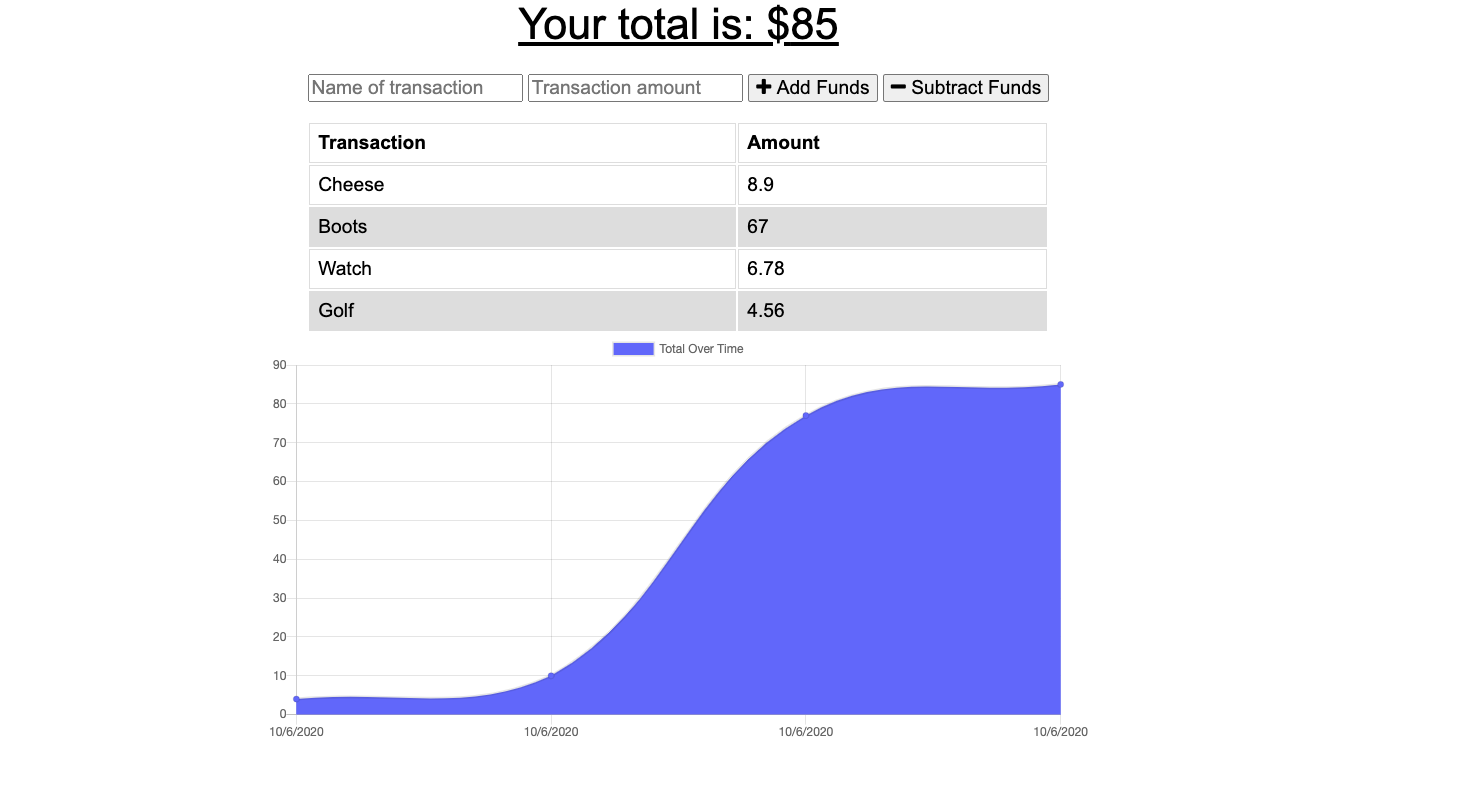 Your total is: $85
Name of transaction Transaction amount + Add Funds − Subtract Funds
Transaction Amount
Cheese 8.9
Boots 67
Watch 6.78
Golf 4.56
Total Over Time
90
80
70
60
50
40
30
20
10
0
10/6/2020 10/6/2020 10/6/2020 10/6/2020